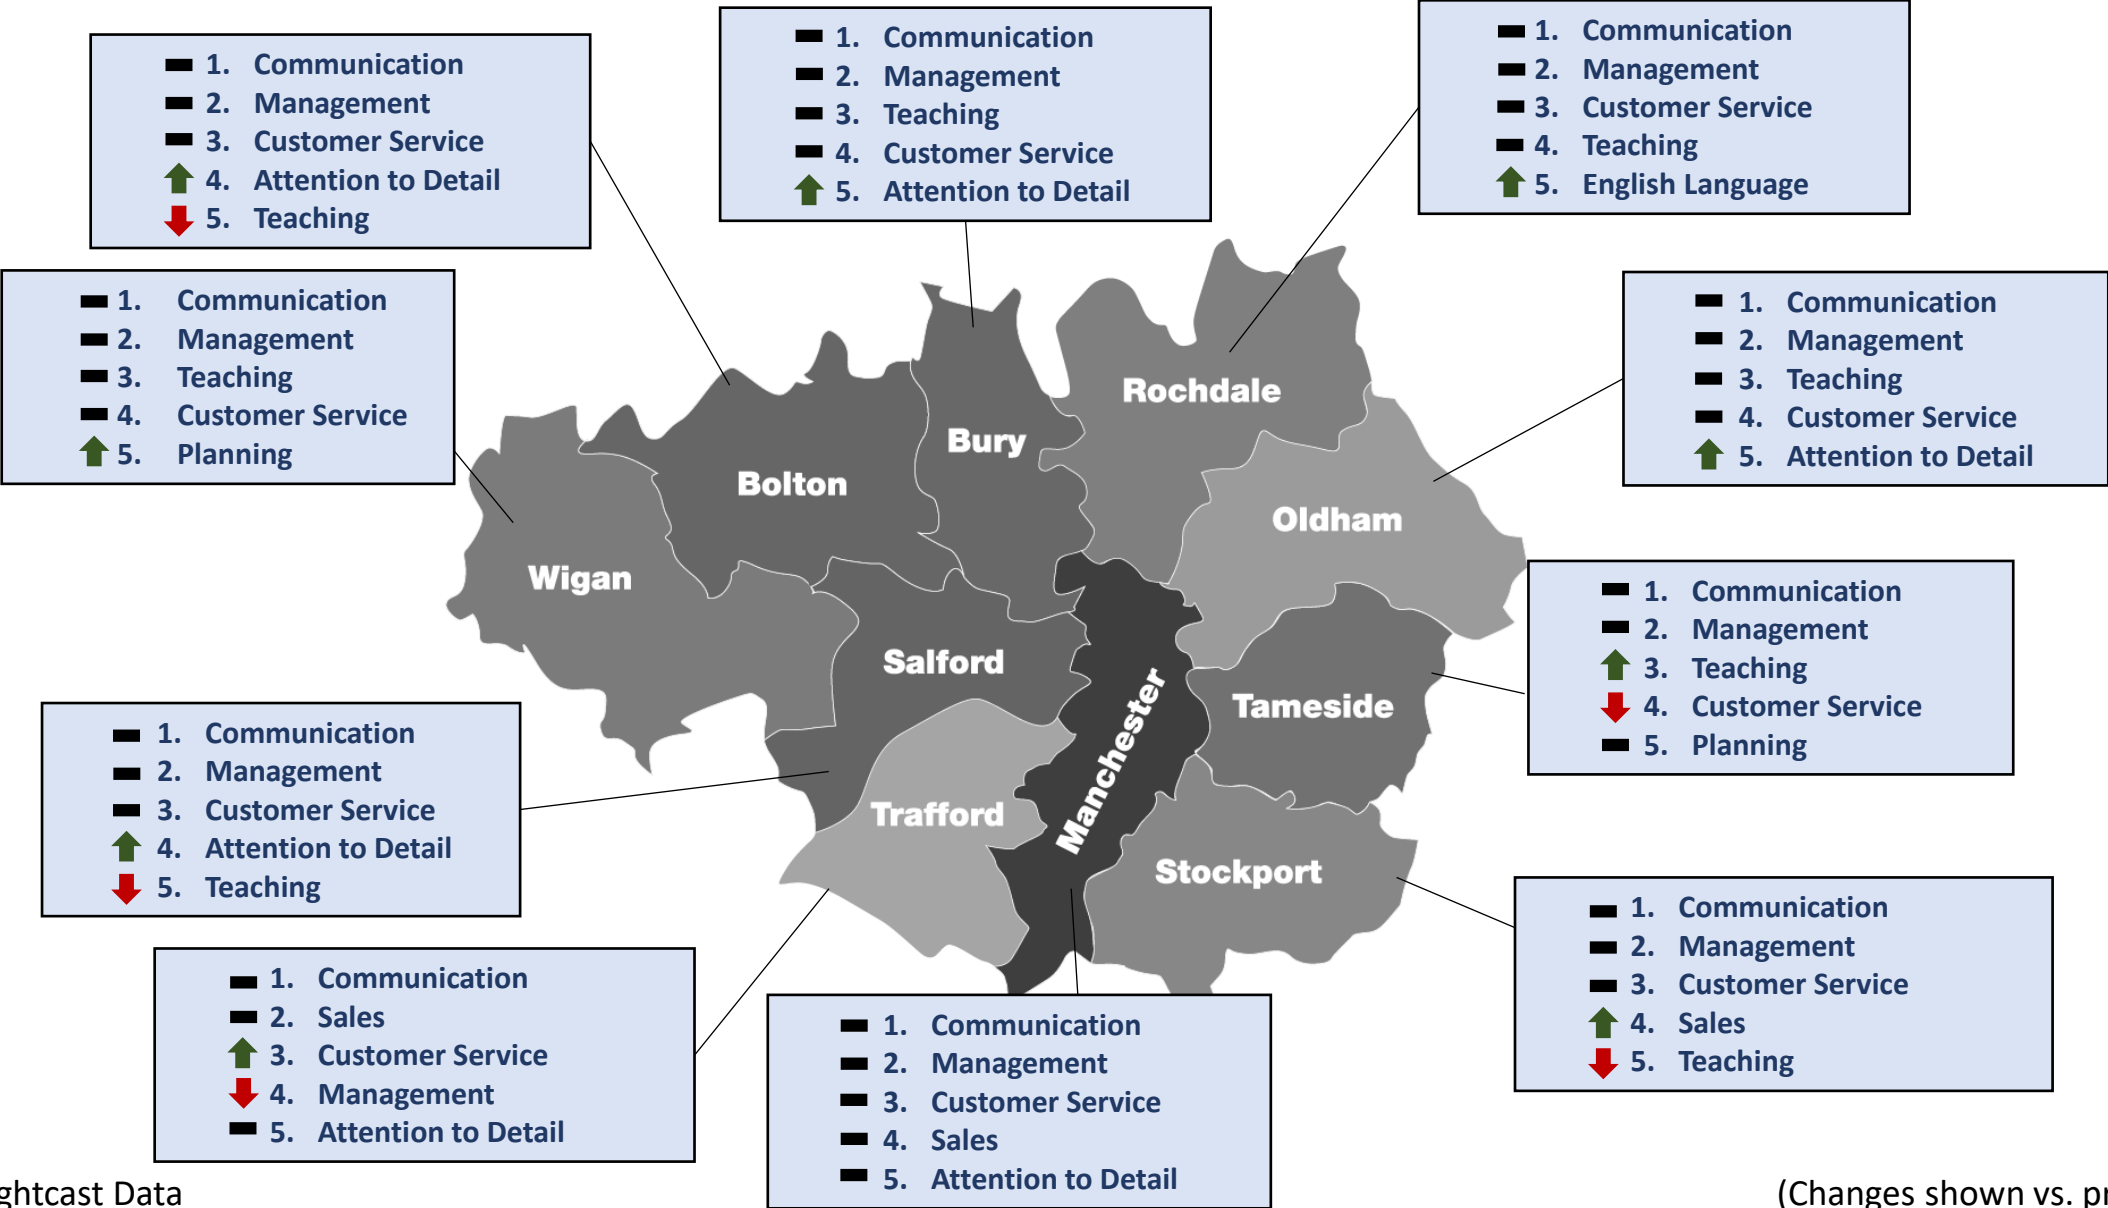 1. Communication
2. Management
3. Customer Service
4. Attention to Detail
5. Teaching
1. Communication
2. Management
3. Teaching
4. Customer Service
5. Attention to Detail
1. Communication
2. Management
3. Customer Service
4. Teaching
5. English Language
1. Communication
2. Management
3. Teaching
4. Customer Service
5. Planning
1. Communication
2. Management
3. Teaching
4. Customer Service
5. Attention to Detail
Rochdale
Bury
Bolton
Oldham
Wigan
Salford
Tameside
Manchester
Trafford
Stockport
1. Communication
2. Management
3. Teaching
4. Customer Service
5. Planning
1. Communication
2. Management
3. Customer Service
4. Attention to Detail
5. Teaching
1. Communication
2. Management
3. Customer Service
4. Sales
5. Teaching
1. Communication
2. Sales
3. Customer Service
4. Management
5. Attention to Detail
1. Communication
2. Management
3. Customer Service
4. Sales
5. Attention to Detail
Data
(Changes shown vs.